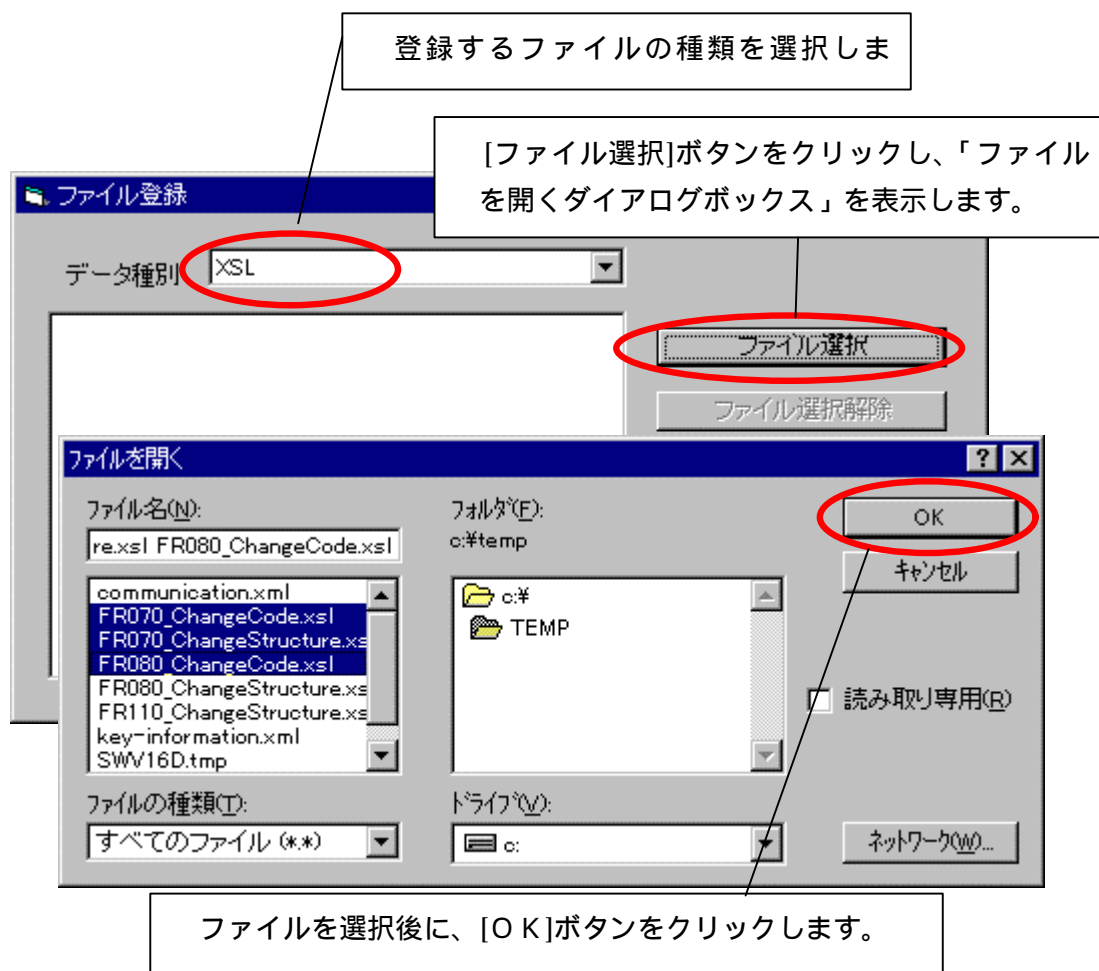 登録するファイルの種類を選択しま
[ファイル選択]ボタンをクリックし、「ファイル
を開くダイアログボックス」を表示します。
ファイル登録
データ種別
XSL
ファイル選択
ファイル選択解除
ファイルを開く
ファイル名(N):
re.xsl FR080_ChangeCode.xsl
communication.xml
FR070_ChangeCode.xsl
FR070_ChangeStructure.xs
FR080_ChangeCode.xsl
FR080_ChangeStructure.xs
FR110_ChangeStructure.xs
key-information.xml
SWV16D.tmp
ファイルの種類(T):
すべてのファイル (*.*)
フォルダ(F):
c:¥temp
c:¥
TEMP
ドライブ(V):
c:
OK
キャンセル
読み取り専用(R)
ネットワーク(W)...
ファイルを選択後に、[ＯＫ]ボタンをクリックします。